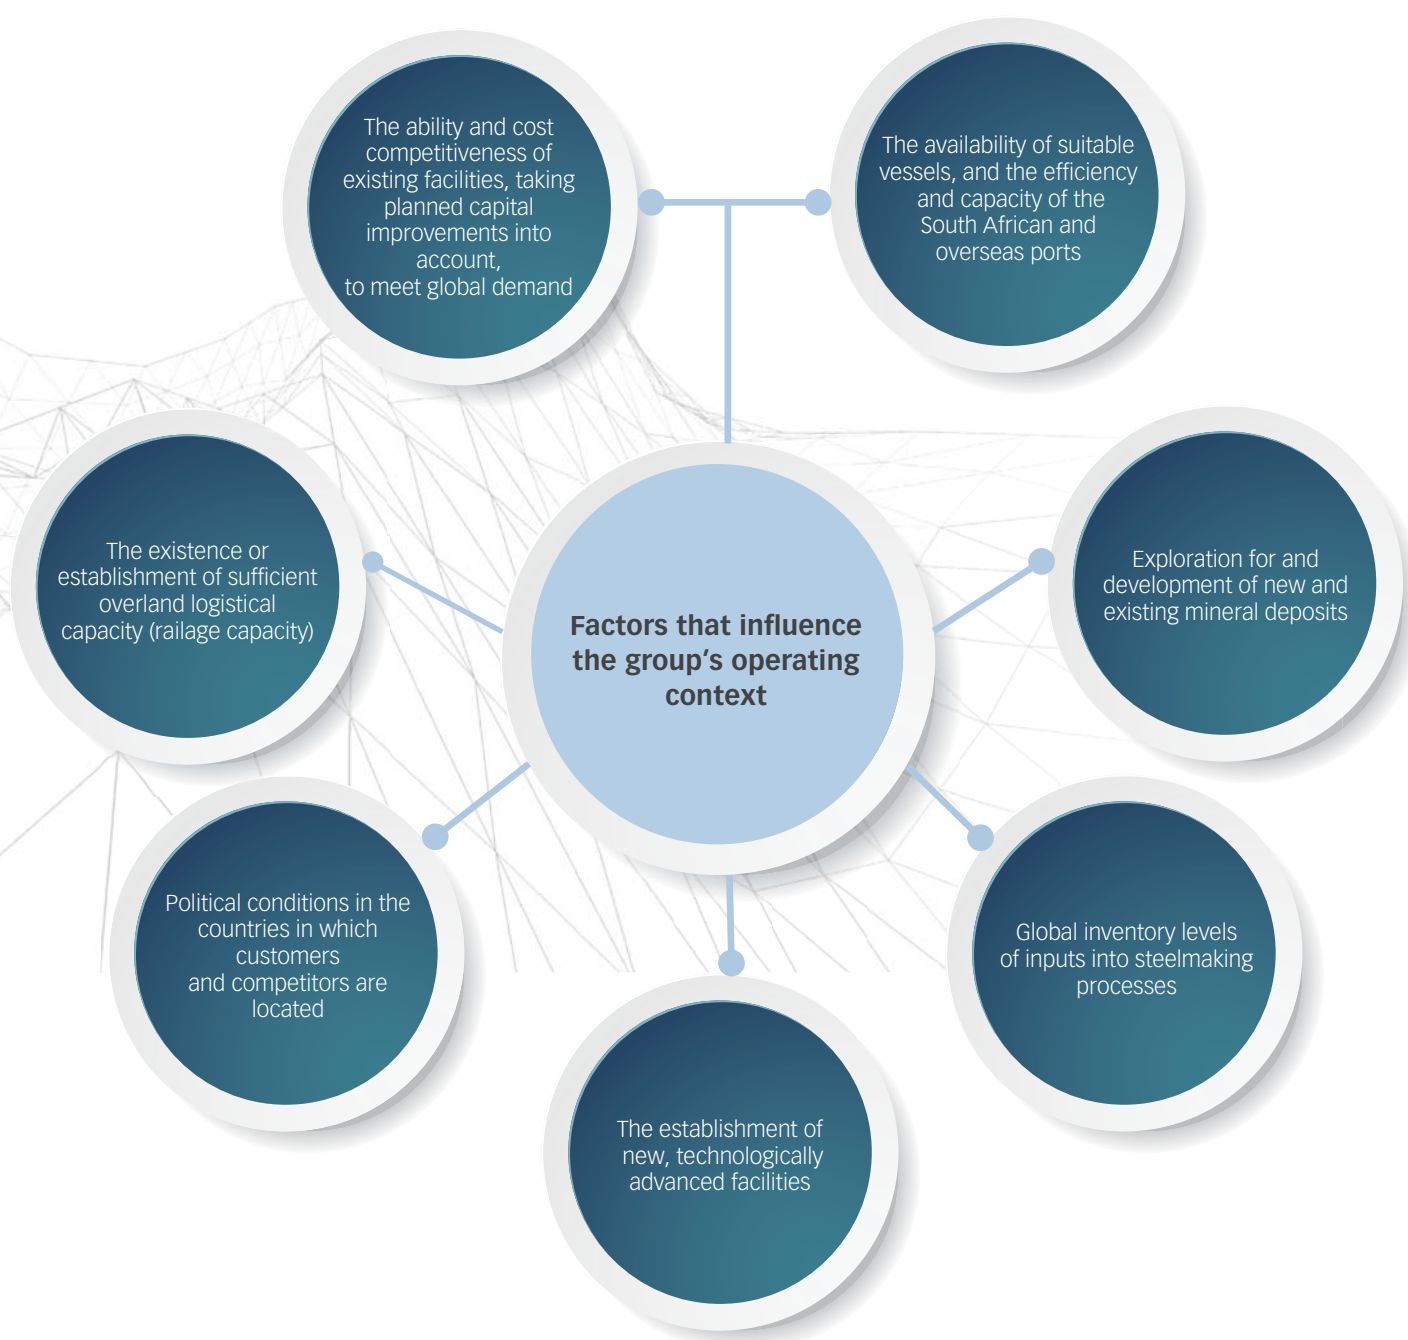 The ability and cost
competitiveness of
existing facilities, taking
planned capital
improvements into
account,
to meet global demand
The availability of suitable
vessels, and the efficiency
and capacity of the
South African and
overseas ports
The existence or
establishment of sufficient
overland logistical
capacity (railage capacity)
Factors that influence
the group’s operating
context
Exploration for and
development of new and
existing mineral deposits
Political conditions in the
countries in which
customers
and competitors are
located
Global inventory levels
of inputs into steelmaking
processes
The establishment of
new, technologically
advanced facilities